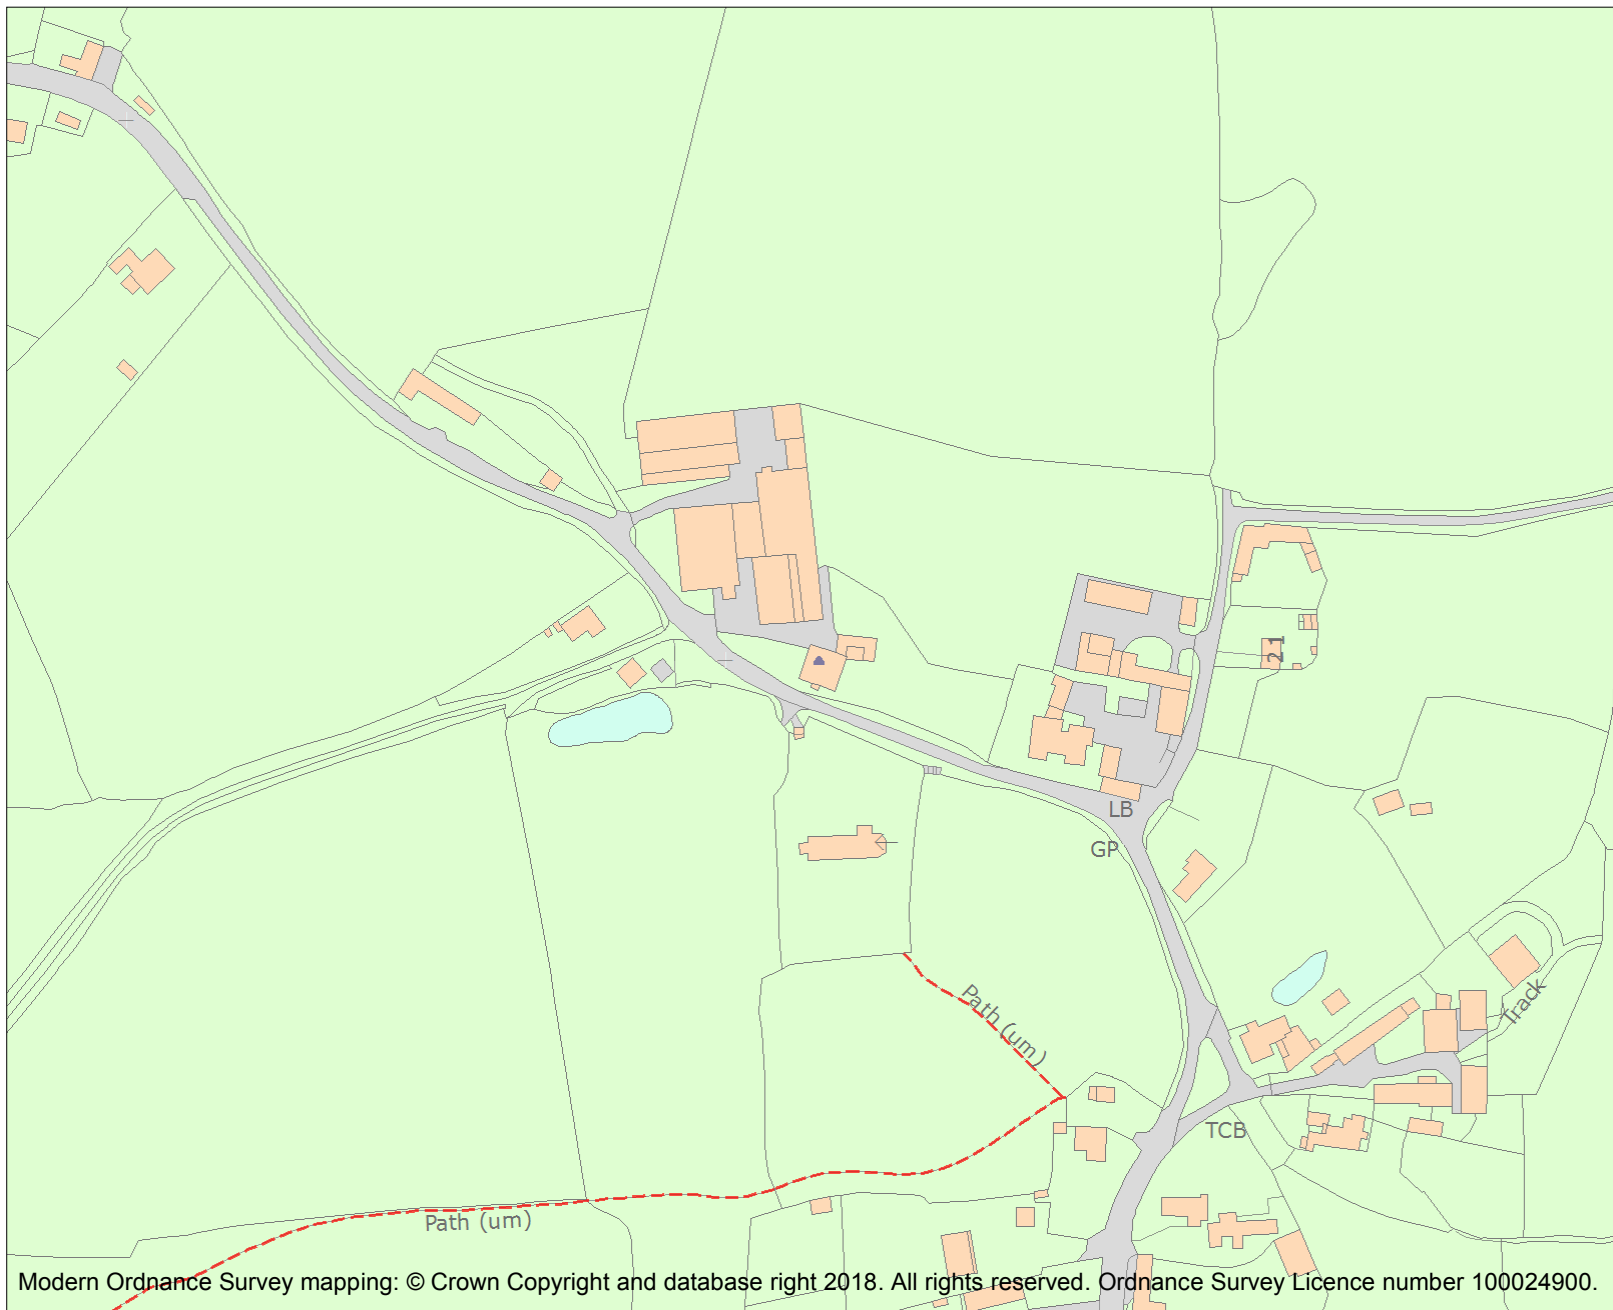 21
LB
GP
Path (um)
Track
TCB
Path (um)
Modern Ordnance Survey mapping: © Crown Copyright and database right 2018. All rights reserved. Ordnance Survey Licence number 100024900.